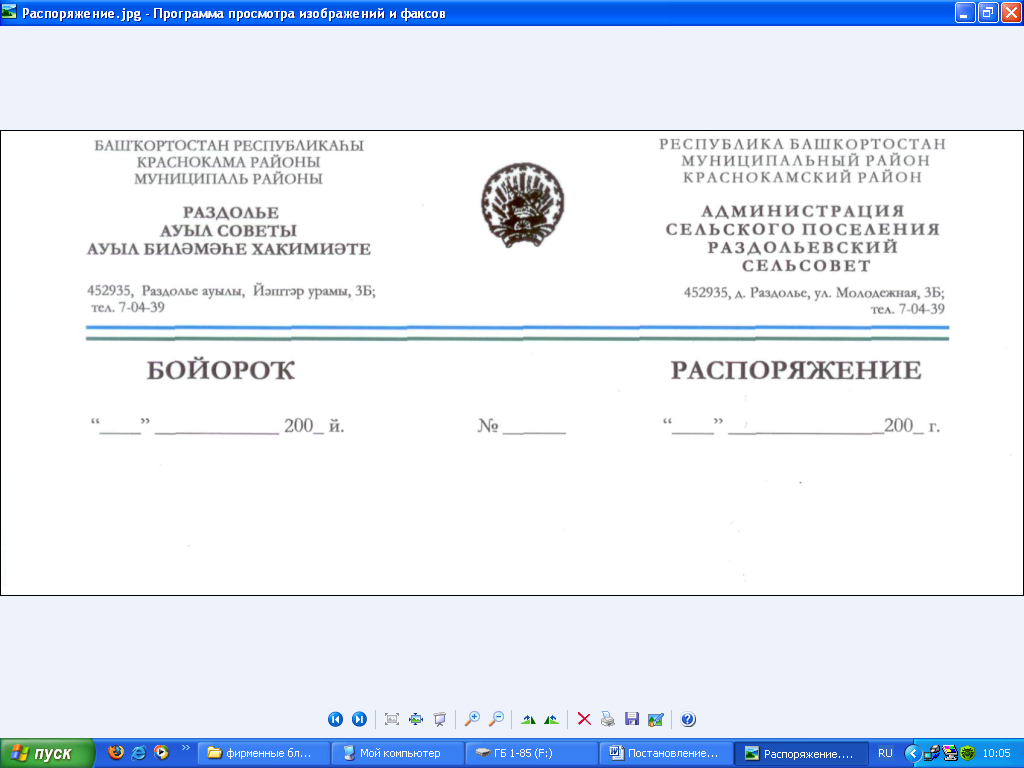 Распоряжение.jpg - Программа просмотра изображений и факсов
БАШҠОРТОСТАН РЕСПУБЛИКАҺЫ
КРАСНОКАМА РАЙОНЫ
МУНИЦИПАЛЬ РАЙОНЫ
РАЗДОЛЬЕ
АУЫЛ СОВЕТЫ
АУЫЛ БИЛӘМӘҺЕ ХАКИМИӘТЕ
452935, Раздолье ауылы, Йәштәр урамы, 3Б;
тел. 7-04-39
РЕСПУБЛИКА БАШКОРТОСТАН
МУНИЦИПАЛЬНЫЙ РАЙОН
КРАСНОКАМСКИЙ РАЙОН
АДМИНИСТРАЦИЯ
СЕЛЬСКОГО ПОСЕЛЕНИЯ
РАЗДОЛЬЕВСКИЙ
СЕЛЬСОВЕТ
452935, д. Раздолье, ул. Молодежная, 3Б;
тел. 7-04-39
БОЙОРОҠ
РАСПОРЯЖЕНИЕ
“____” ____________ 200_ й.
№ ______
“____” _______________200_ г.
пуск
фирменные бл...
Мой компьютер
ГБ 1-85 (F:)
Постановление...
Распоряжение....
RU
10:05